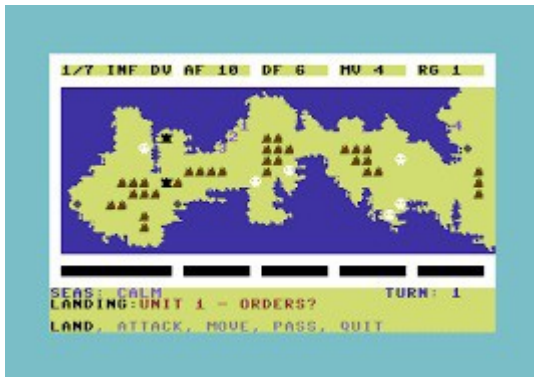 1/7 INF DV AF 10 DF 6 MV 4 RG 1
SEAS: CALM TURN: 1
LANDING:UNIT 1 - ORDERS?
LAND, ATTACK, MOVE, PASS, QUIT